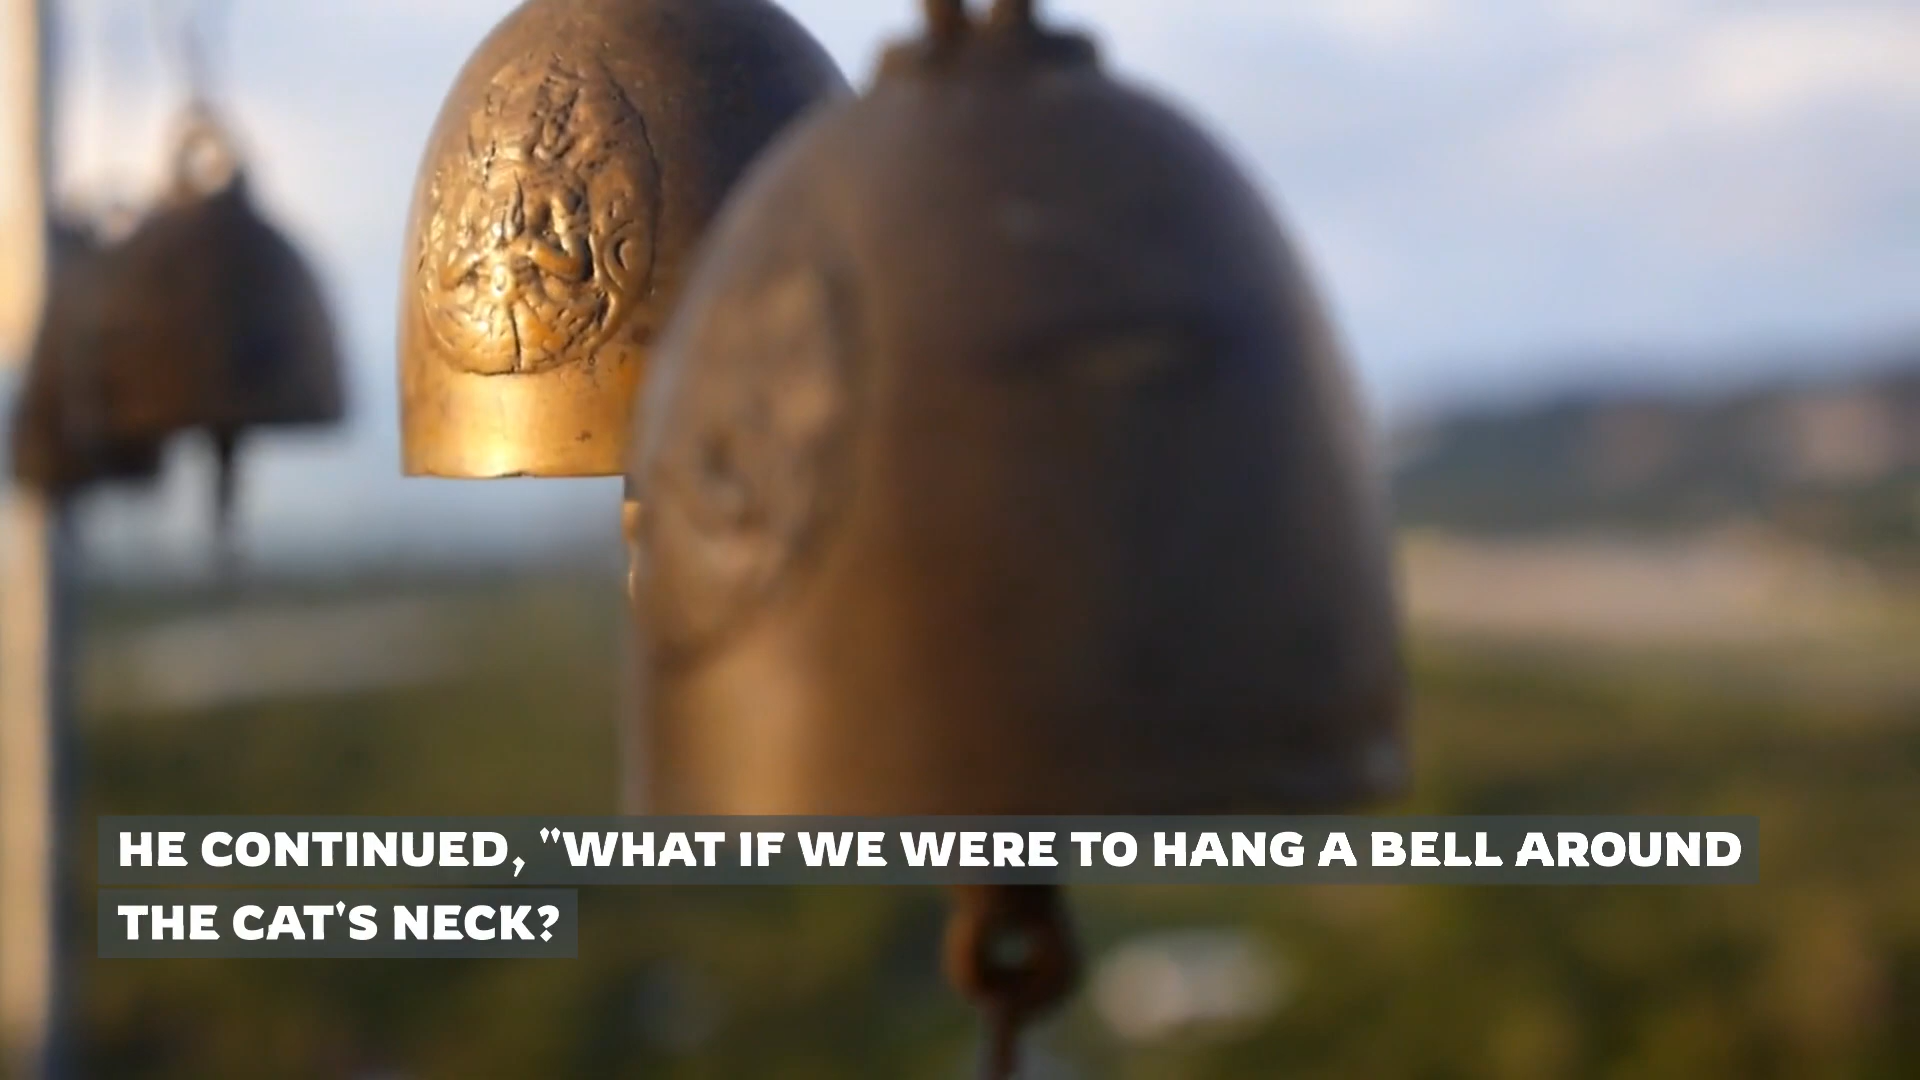 HE CONTINUED, "WHAT IF WE WERE TO HANG A BELL AROUND
THE CAT'S NECK?